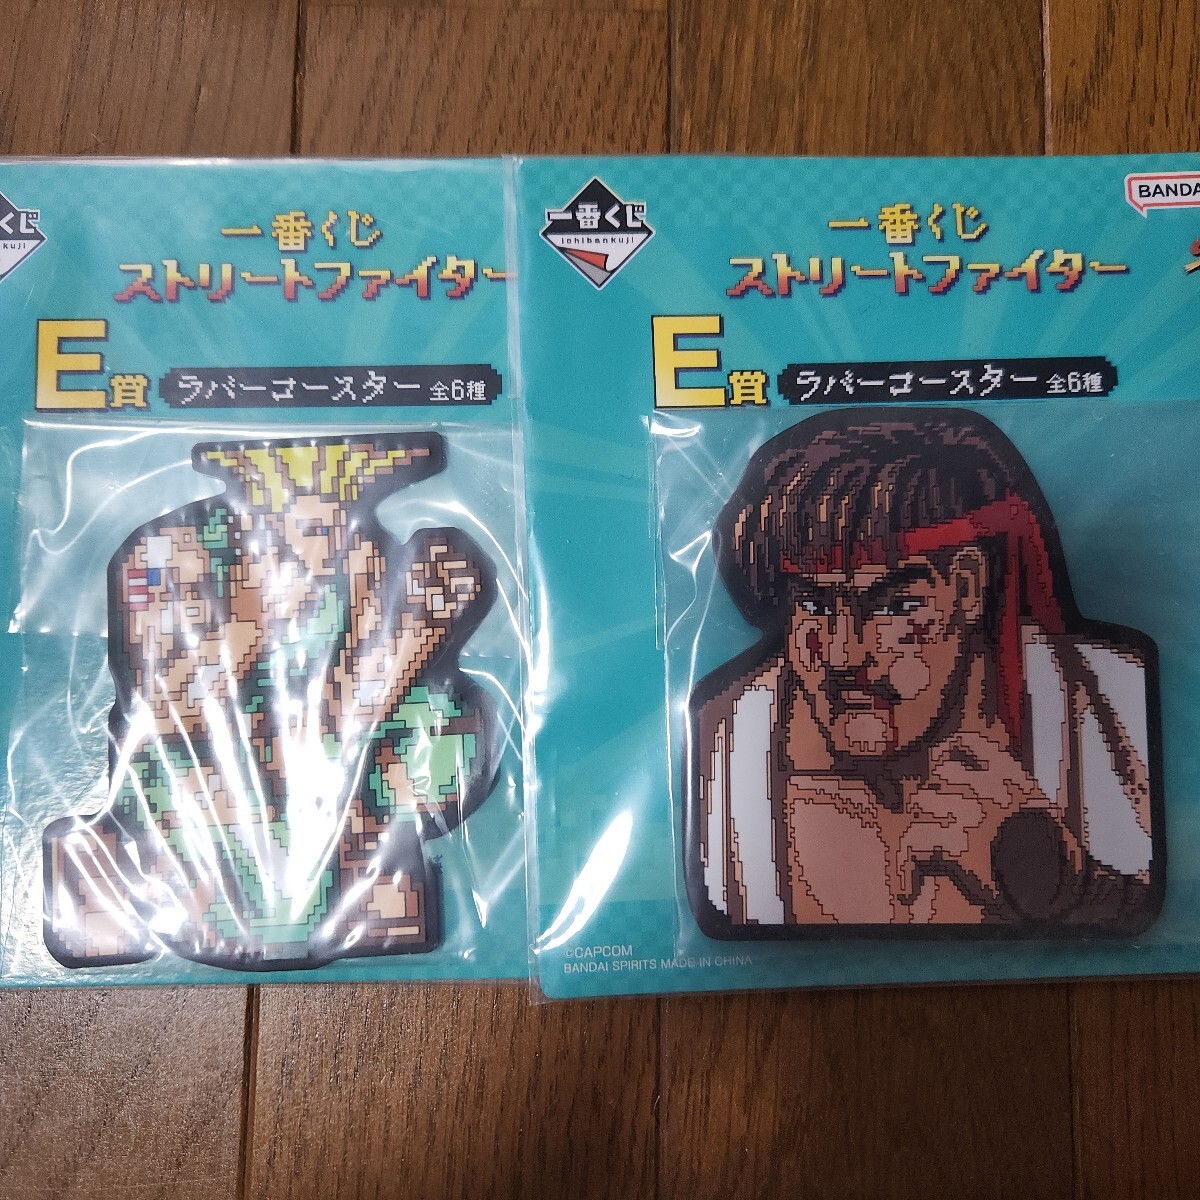 くじ
kuji
一番くじ
ストリートファイター
E賞
ラバーコースター 全6種
一番くじ
ichibankuji
一番くじ
ストリートファイター
BANDA
E賞
ラバーコースター 全6種
©CAPCOM
BANDAI SPIRITS MADE IN CHINA